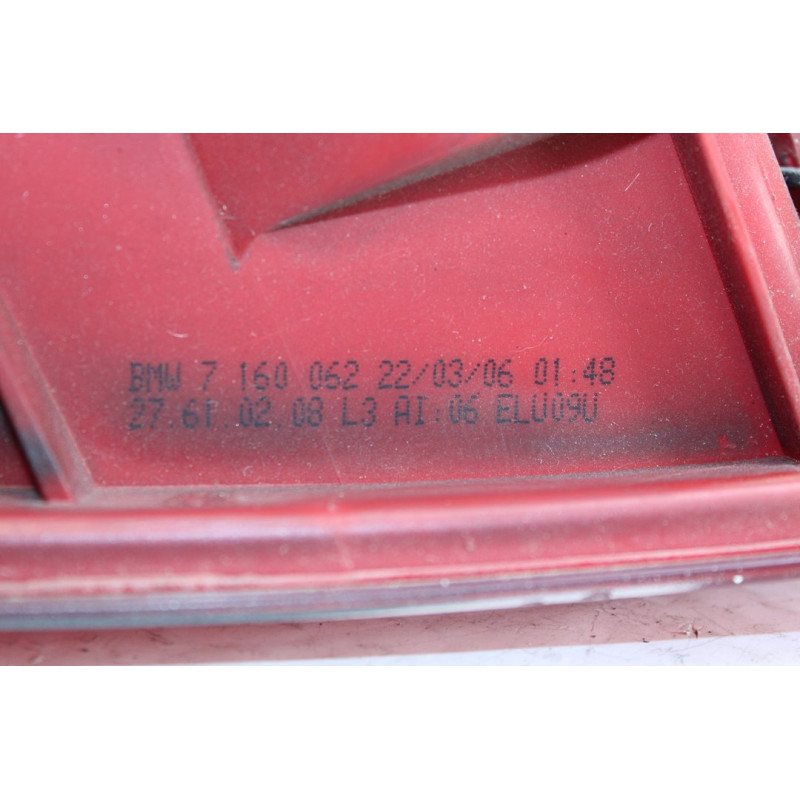 BMW 7 160 062 22/03/06 01:48
27.61.02.08 L3 AI:06 ELU09U